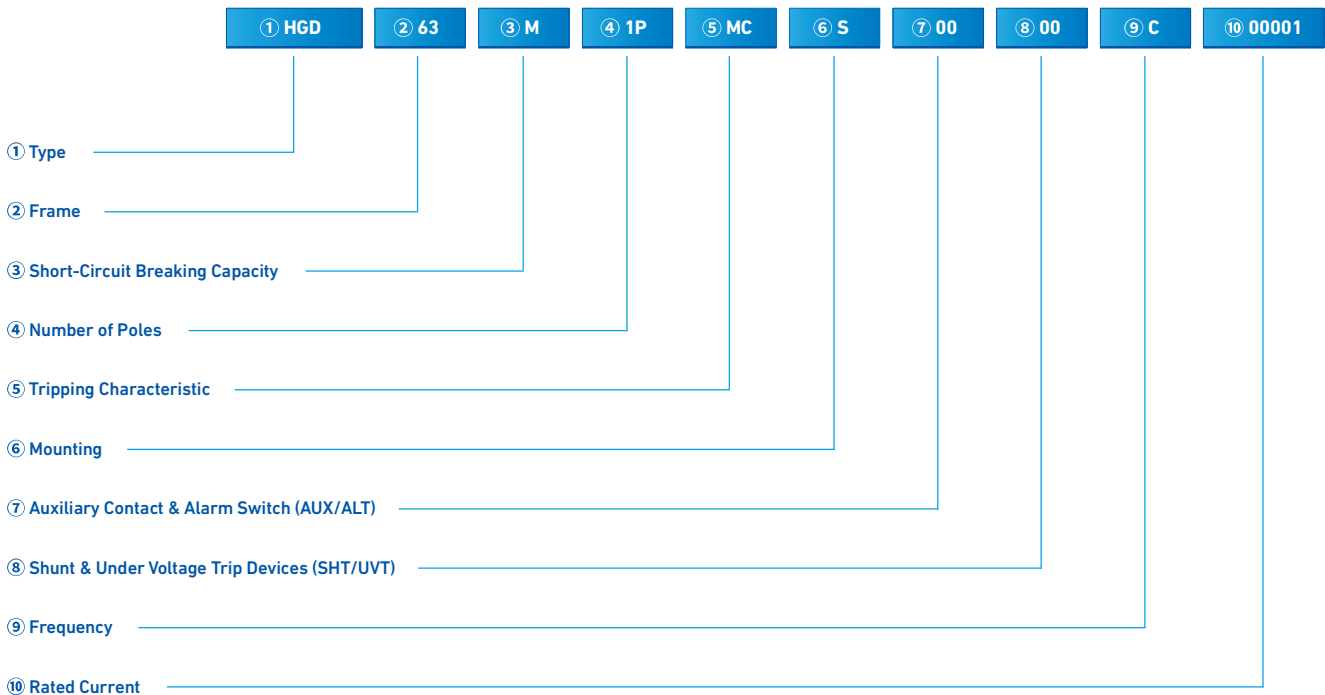 ① HGD ② 63 ③ M ④ 1P ⑤ MC ⑥ S ⑦ 00 ⑧ 00 ⑨ C ⑩ 00001
① Type
② Frame
③ Short-Circuit Breaking Capacity
④ Number of Poles
⑤ Tripping Characteristic
⑥ Mounting
⑦ Auxiliary Contact & Alarm Switch (AUX/ALT)
⑧ Shunt & Under Voltage Trip Devices (SHT/UVT)
⑨ Frequency
⑩ Rated Current